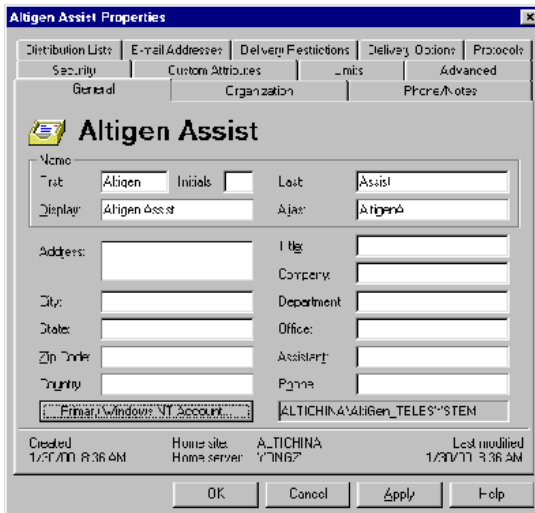 Altigen Assist Properties
Distribution Lists E-mail Addresses Delivery Restrictions Delivery Options Protocols
Security Custom Attributes Limits Advanced
General Organization Phone/Notes
Altigen Assist
Name
First: Altigen Initials Last: Assist
Display: Altigen Assist Alias: AltigenA
Address: Title:
Company:
City: Department
State: Office:
Zip Code: Assistant:
Country Phone
Primary Windows NT Account... ALTICHINA\AltiGen_TELESYSTEM
Created Home site: ALTICHINA Last modified
1/30/00 8:36 AM Home server: YONGZ 1/30/00 8:36 AM
OK Cancel Apply Help